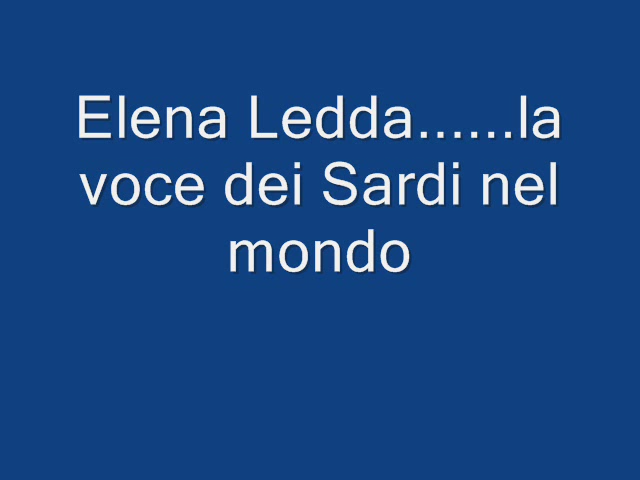 Elena Ledda......la
voce dei Sardi nel
mondo